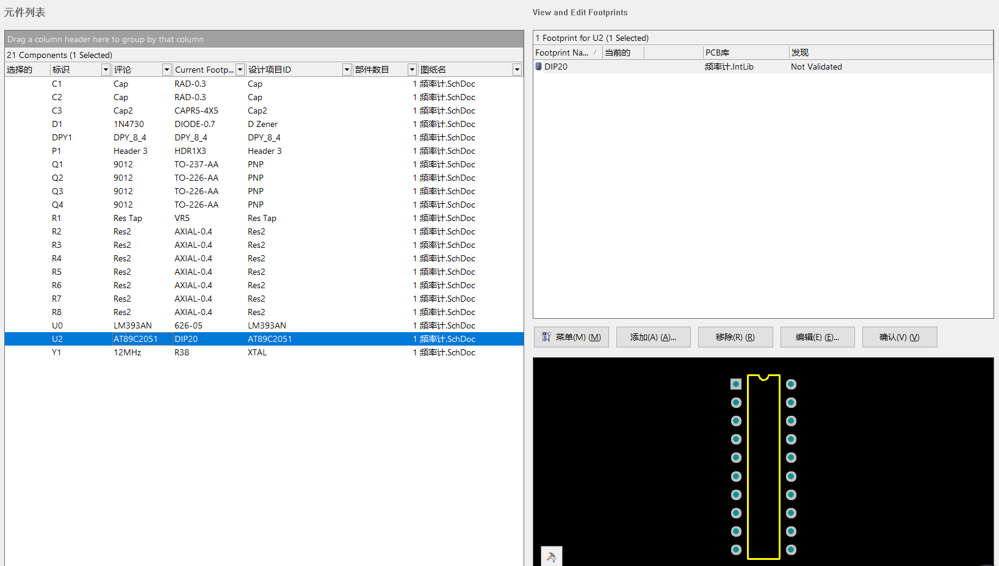 元件列表
Drag a column header here to group by that column
21 Components (1 Selected)
选择的 标识 评论 Current Footp... 设计项目ID 部件数目 图纸名
C1 Cap RAD-0.3 Cap 1 频率计.SchDoc
C2 Cap RAD-0.3 Cap 1 频率计.SchDoc
C3 Cap2 CAPR5-4X5 Cap2 1 频率计.SchDoc
D1 1N4730 DIODE-0.7 D Zener 1 频率计.SchDoc
DPY1 DPY_8_4 DPY_8_4 DPY_8_4 1 频率计.SchDoc
P1 Header 3 HDR1X3 Header 3 1 频率计.SchDoc
Q1 9012 TO-237-AA PNP 1 频率计.SchDoc
Q2 9012 TO-226-AA PNP 1 频率计.SchDoc
Q3 9012 TO-226-AA PNP 1 频率计.SchDoc
Q4 9012 TO-226-AA PNP 1 频率计.SchDoc
R1 Res Tap VR5 Res Tap 1 频率计.SchDoc
R2 Res2 AXIAL-0.4 Res2 1 频率计.SchDoc
R3 Res2 AXIAL-0.4 Res2 1 频率计.SchDoc
R4 Res2 AXIAL-0.4 Res2 1 频率计.SchDoc
R5 Res2 AXIAL-0.4 Res2 1 频率计.SchDoc
R6 Res2 AXIAL-0.4 Res2 1 频率计.SchDoc
R7 Res2 AXIAL-0.4 Res2 1 频率计.SchDoc
R8 Res2 AXIAL-0.4 Res2 1 频率计.SchDoc
U0 LM393AN 626-05 LM393AN 1 频率计.SchDoc
U2 AT89C2051 DIP20 AT89C2051 1 频率计.SchDoc
Y1 12MHz R38 XTAL 1 频率计.SchDoc
View and Edit Footprints
1 Footprint for U2 (1 Selected)
Footprint Na... 当前的 PCB库 发现
DIP20 频率计.IntLib Not Validated
菜单(M) (M) 添加(A) (A)... 移除(R) (R) 编辑(E) (E)... 确认(V) (V)